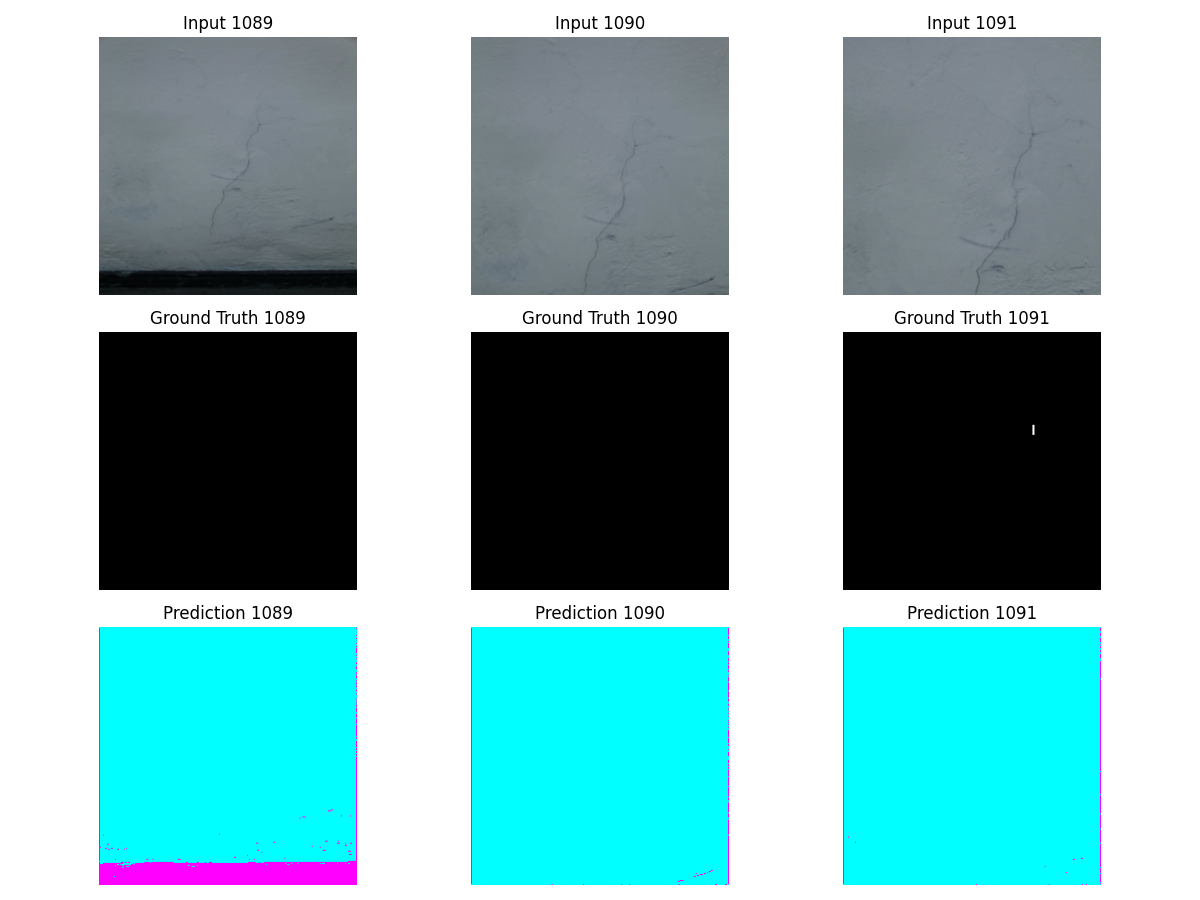 Input 1089
Input 1090
Input 1091
Ground Truth 1089
Ground Truth 1090
Ground Truth 1091
Prediction 1089
Prediction 1090
Prediction 1091